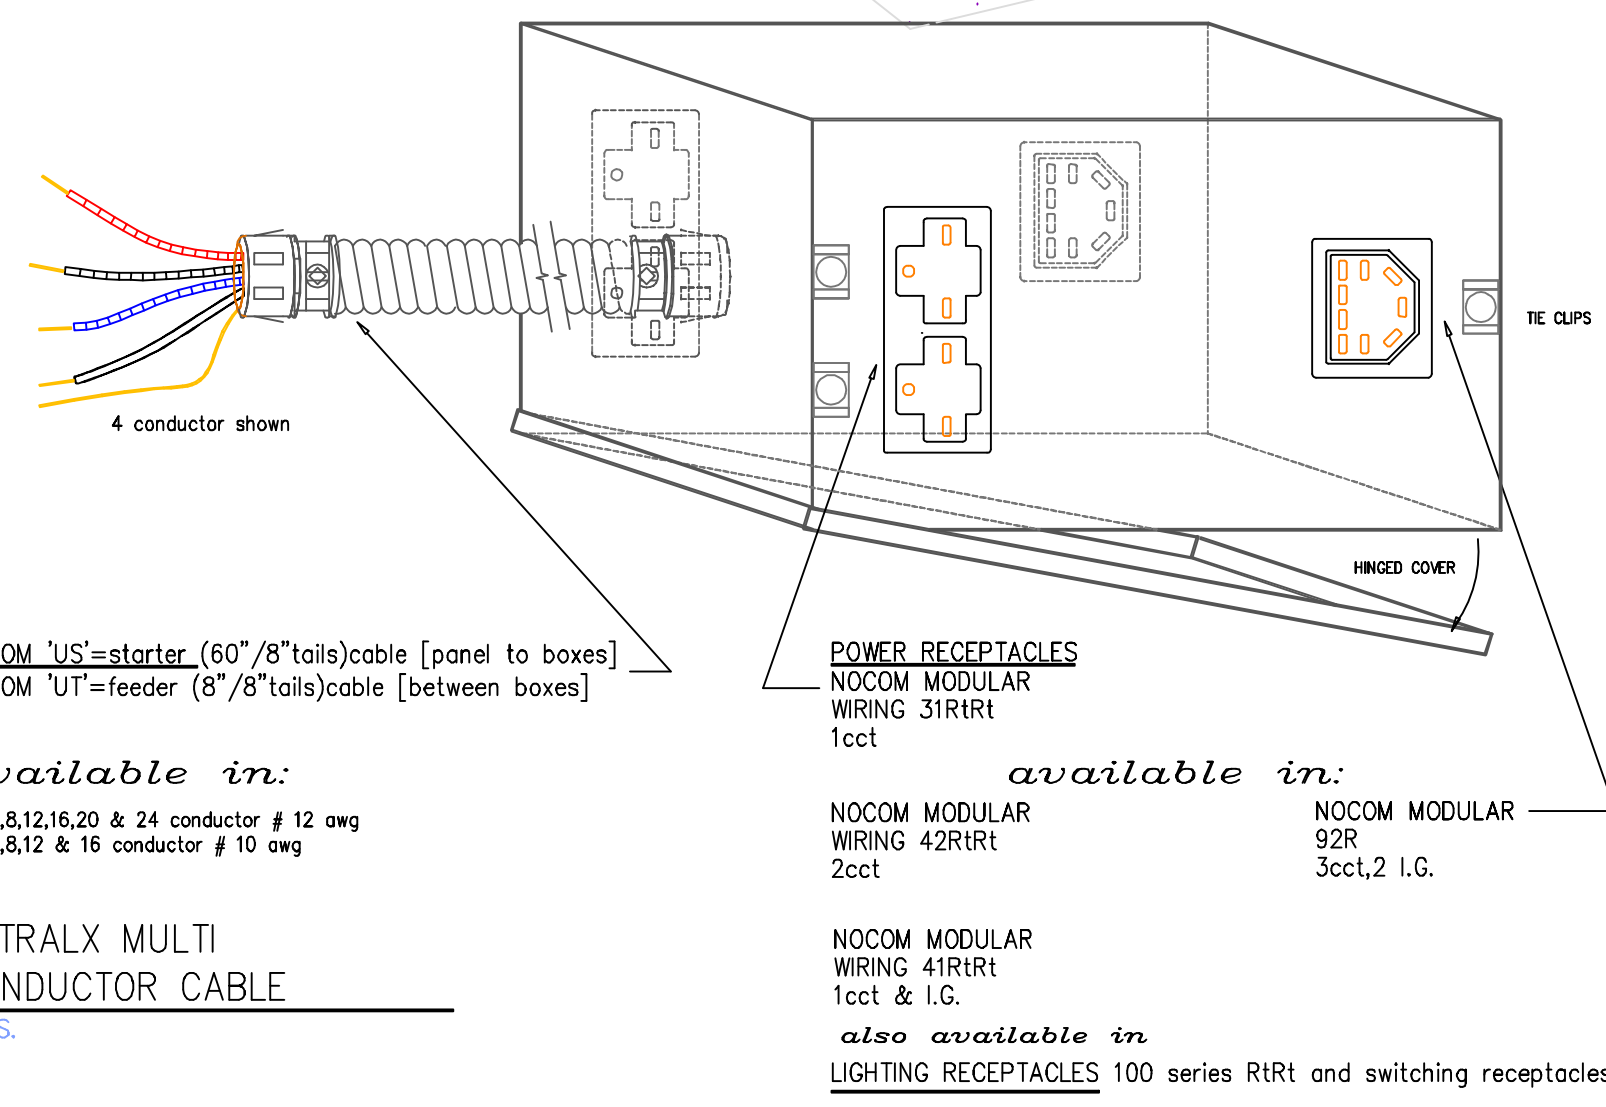 TIE CLIPS
4 conductor shown
HINGED COVER
OM 'US'=starter (60"/8"tails)cable [panel to boxes]
OM 'UT'=feeder (8"/8"tails)cable [between boxes]
vailable in:
,8,12,16,20 & 24 conductor # 12 awg
,8,12 & 16 conductor # 10 awg
TRALX MULTI
NDUCTOR CABLE
S.
POWER RECEPTACLES
NOCOM MODULAR
WIRING 31RtRt
1cct
available in:
NOCOM MODULAR
WIRING 42RtRt
2cct
NOCOM MODULAR
92R
3cct,2 I.G.
NOCOM MODULAR
WIRING 41RtRt
1cct & I.G.
also available in
LIGHTING RECEPTACLES 100 series RtRt and switching receptacles